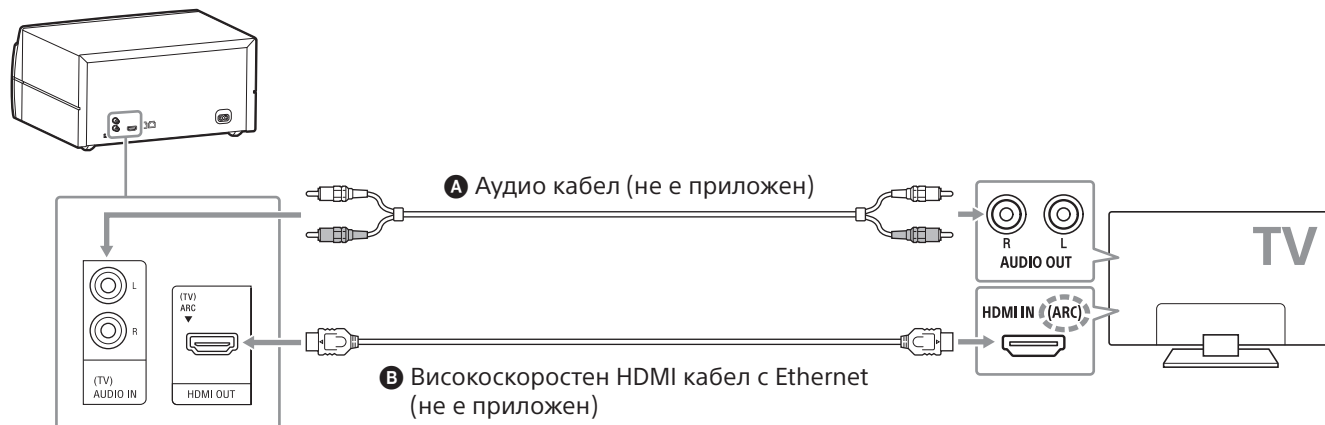 A Аудио кабел (не е приложен)
R L
AUDIO OUT
TV
L
R
(TV)
AUDIO IN
(TV)
ARC
HDMI OUT
HDMI IN (ARC)
B Високоскоростен HDMI кабел с Ethernet
(не е приложен)